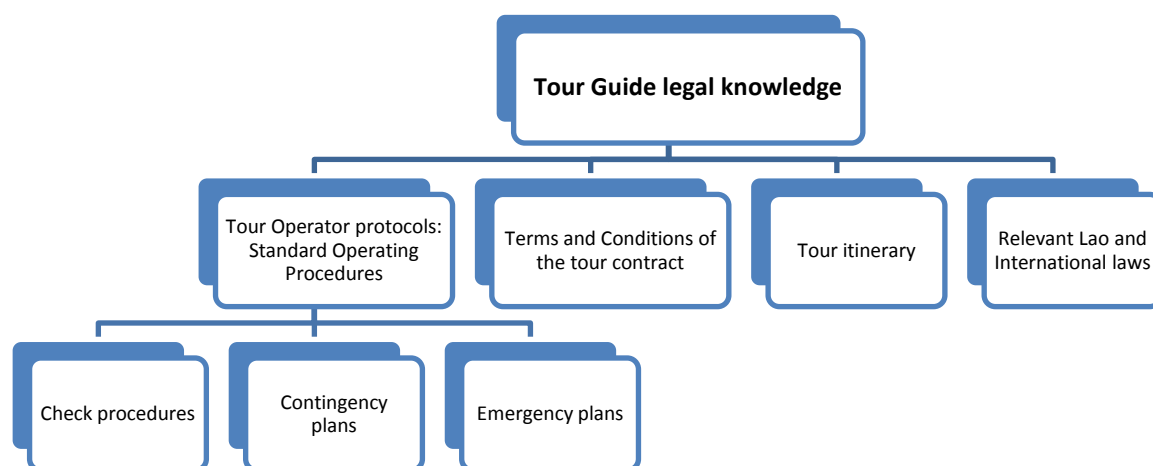 Tour Guide legal knowledge
Tour Operator protocols:
Standard Operating
Procedures
Terms and Conditions of
the tour contract
Tour itinerary
Relevant Lao and
International laws
Check procedures
Contingency
plans
Emergency plans